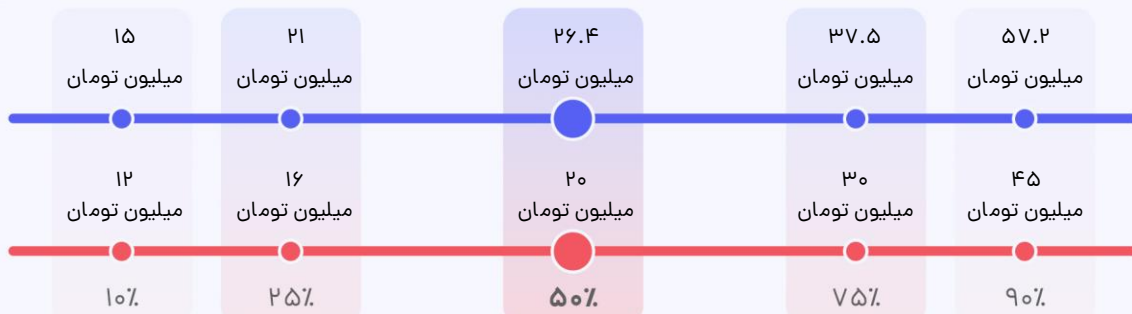 ۱۵ ۲۱ ۲۶.۴ ۳۷.۵ ۵۷.۲
میلیون تومان میلیون تومان میلیون تومان میلیون تومان میلیون تومان
۱۲ ۱۶ ۲۰ ۳۰ ۴۵
میلیون تومان میلیون تومان میلیون تومان میلیون تومان میلیون تومان
۱۰٪ ۲۵٪ ۵۰٪ ۷۵٪ ۹۰٪